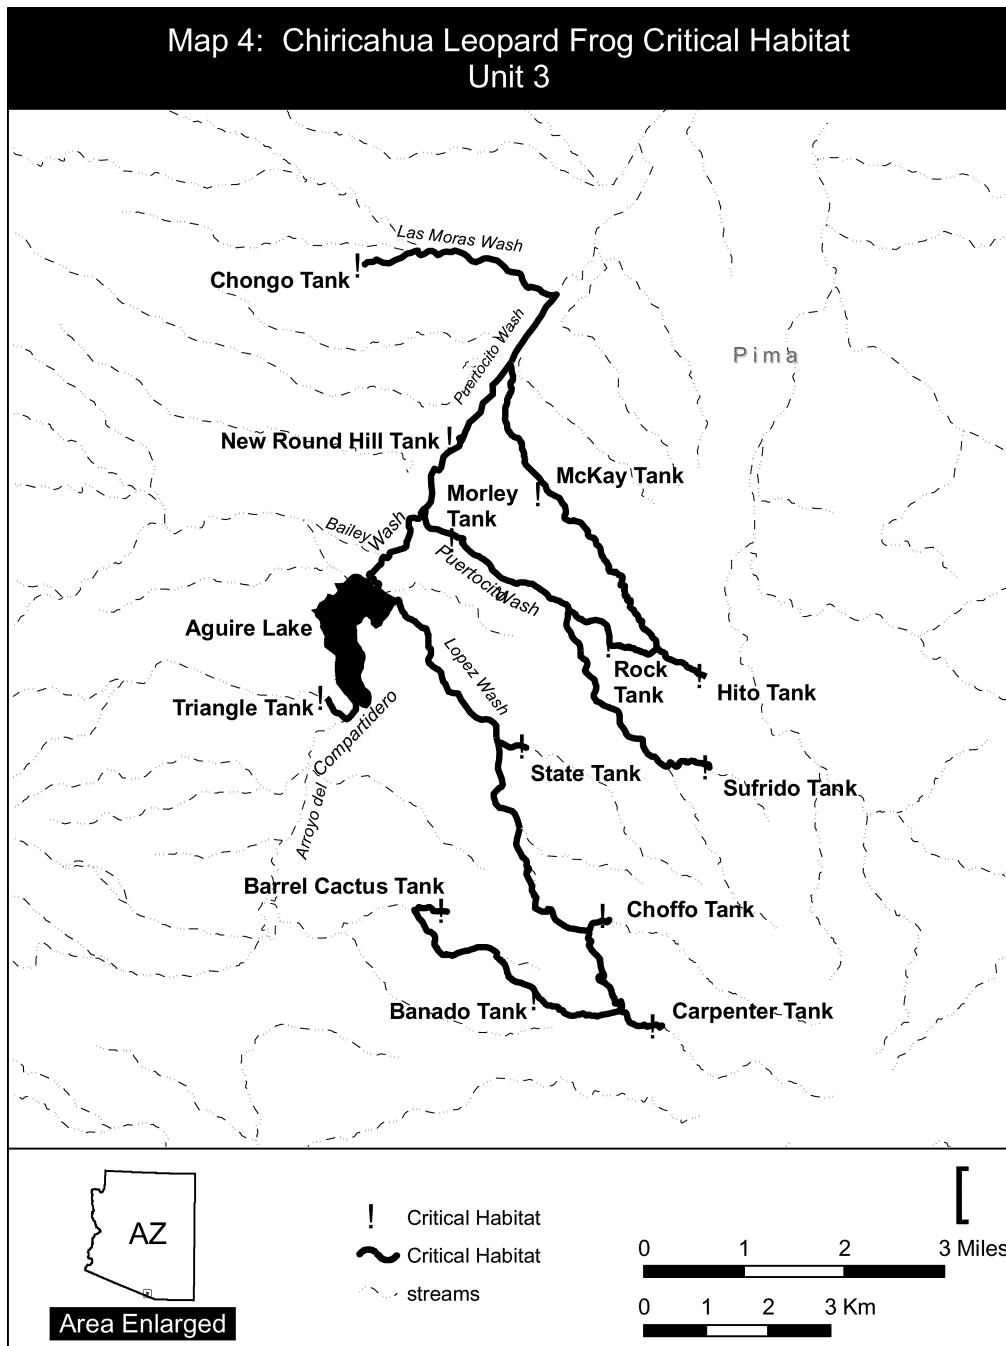 Map 4: Chiricahua Leopard Frog Critical Habitat
Unit 3
Las Moras Wash
Chongo Tank
Puertocito Wash
Pima
New Round Hill Tank
McKay Tank
Morley
Tank
Bailey Wash
Puertocito Wash
Aguire Lake
Lopez Wash
Rock
Tank
Hito Tank
Triangle Tank
Arroyo del Compartidero
State Tank
Sufrido Tank
Barrel Cactus Tank
Choffo Tank
Banado Tank
Carpenter Tank
AZ
Area Enlarged
! Critical Habitat
Critical Habitat
streams
[
0 1 2 3 Miles
0 1 2 3 Km